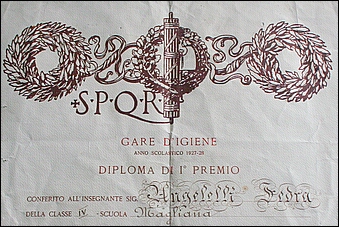 S·P·Q·R·
GARE D'IGIENE
ANNO SCOLASTICO 1927-28
DIPLOMA DI I° PREMIO
CONFERITO ALL'INSEGNANTE SIG. Angelelli Fedra
DELLA CLASSE IV SCUOLA Magliana